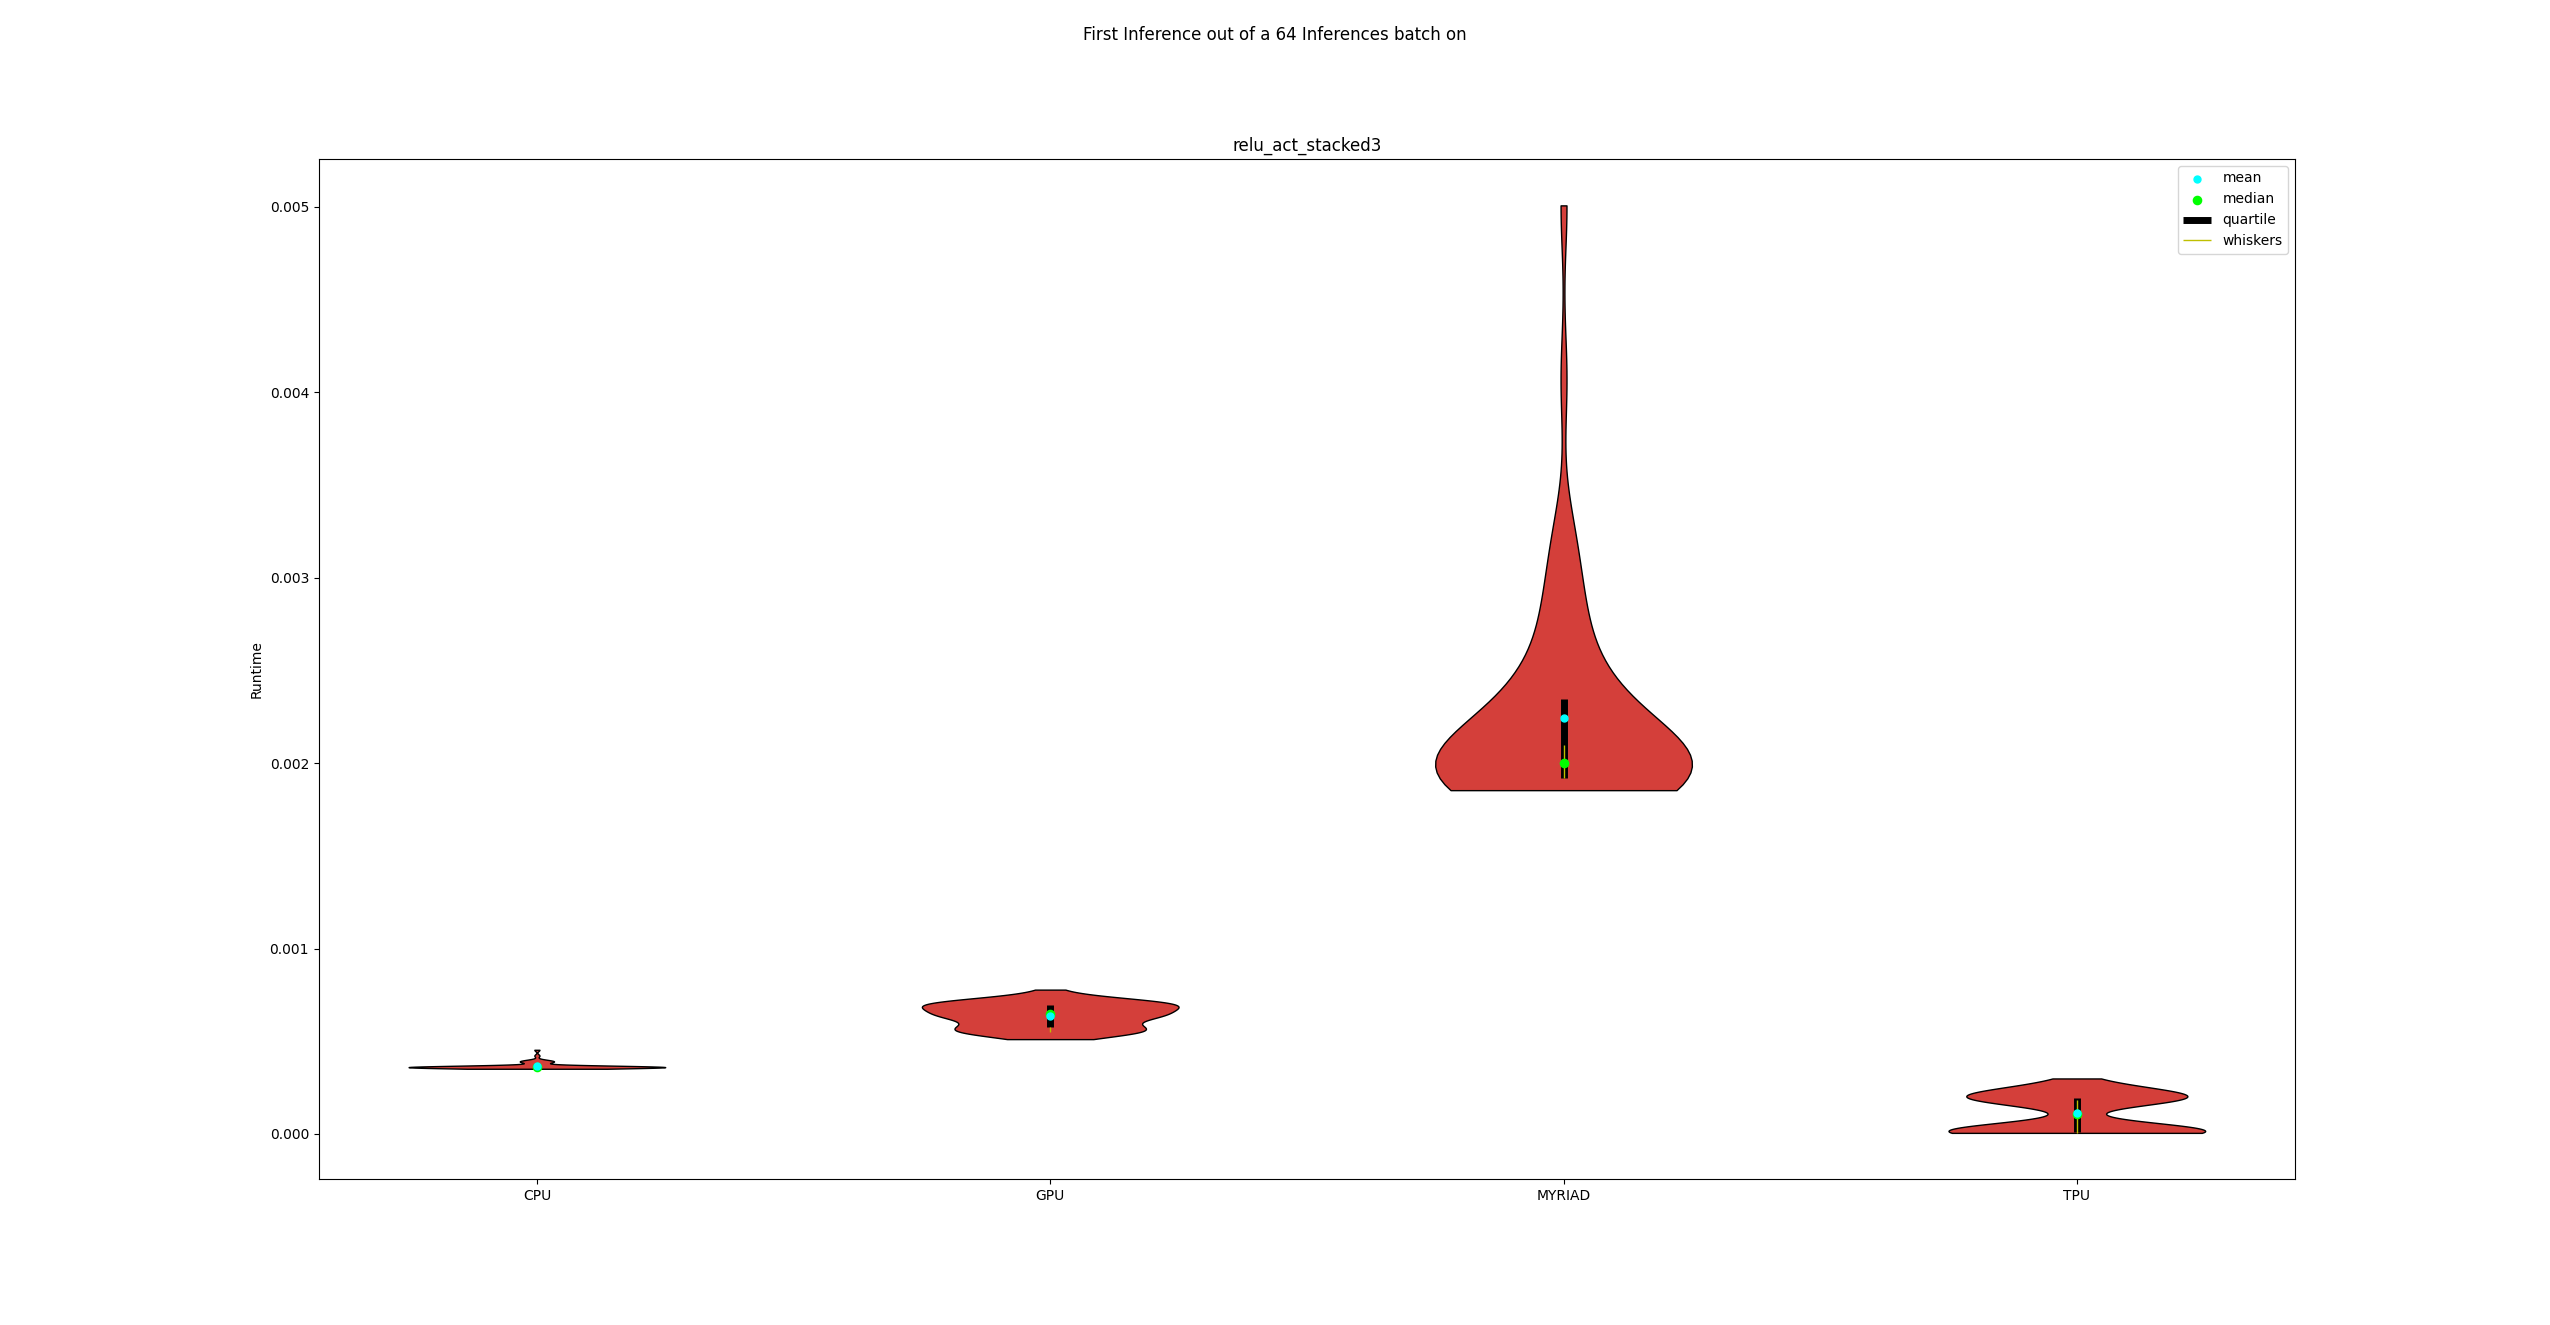 First Inference out of a 64 Inferences batch on
relu_act_stacked3
mean
median
quartile
whiskers
0.005
0.004
0.003
0.002
0.001
0.000
Runtime
CPU
GPU
MYRIAD
TPU